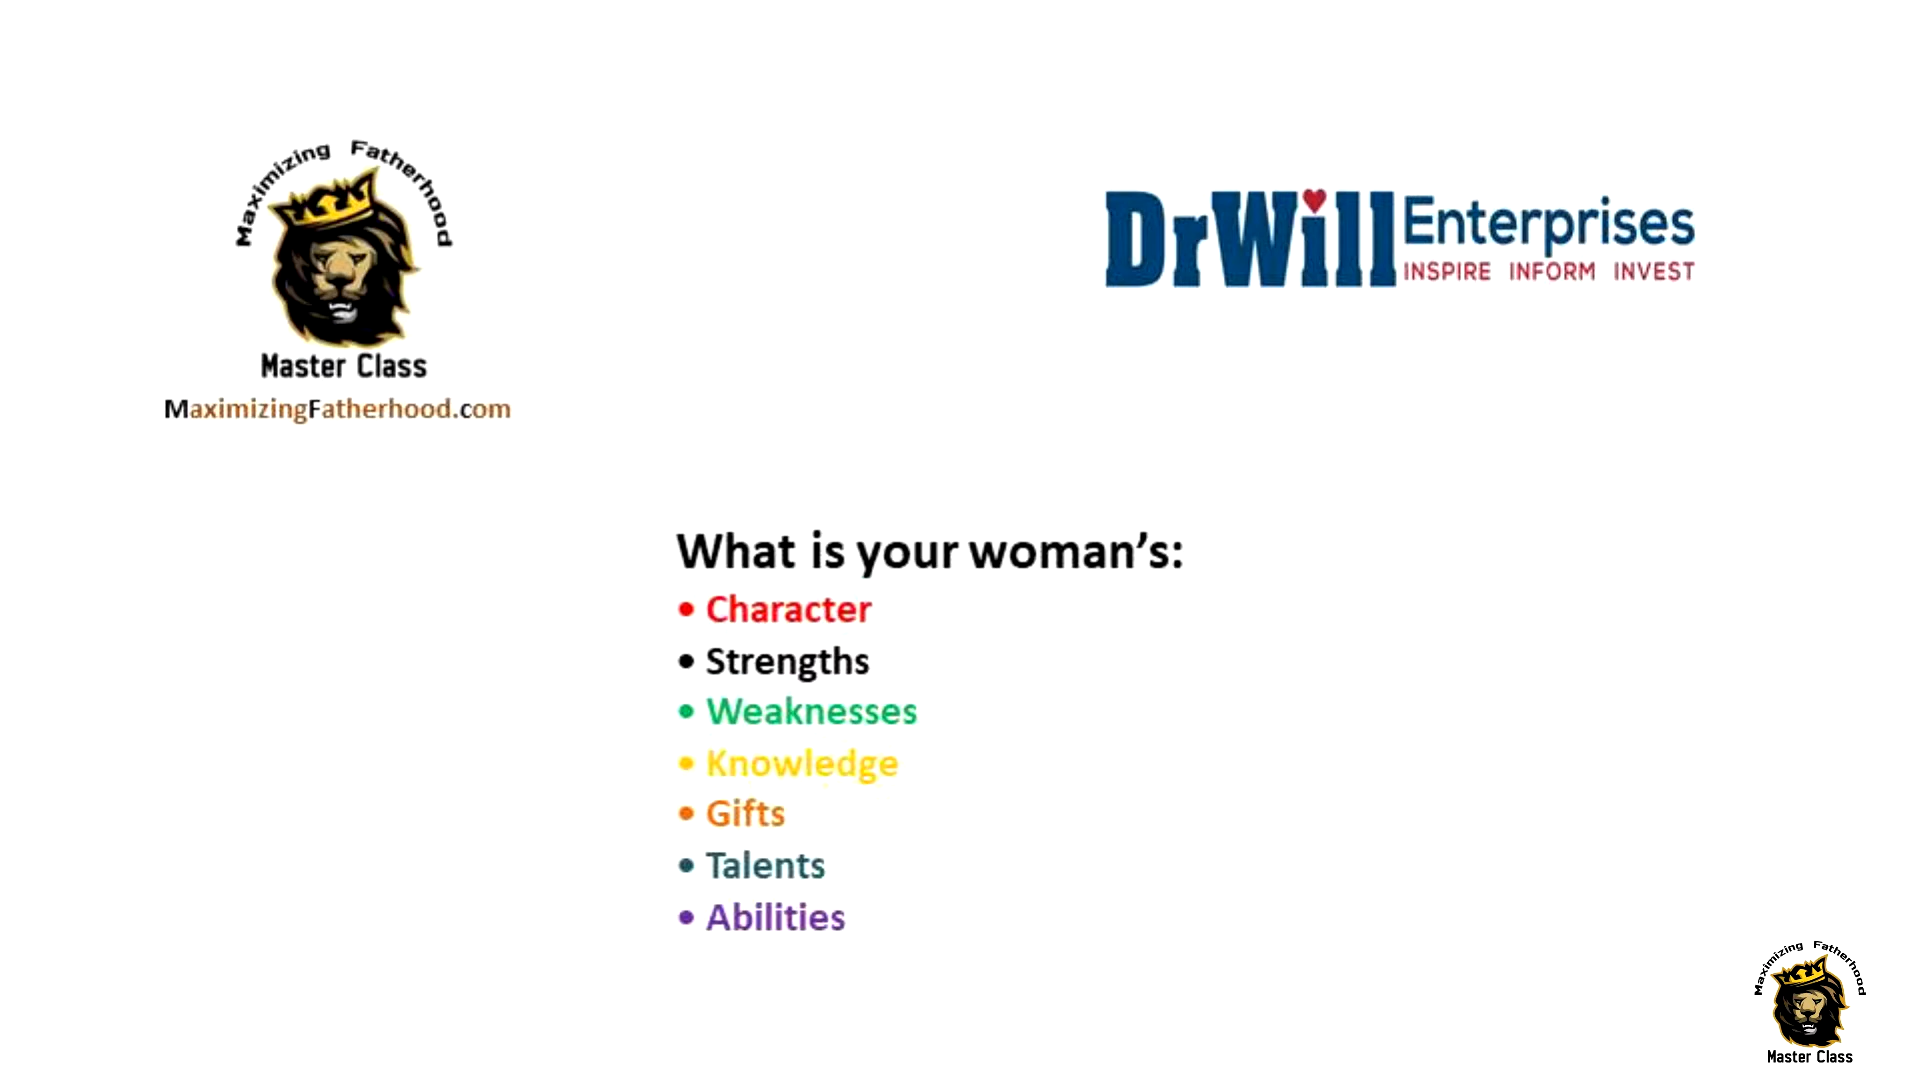 Maximizing Fatherhood
Master Class
MaximizingFatherhood.com
DrWill Enterprises
INSPIRE INFORM INVEST
What is your woman’s:
• Character
• Strengths
• Weaknesses
• Knowledge
• Gifts
• Talents
• Abilities
Maximizing Fatherhood
Master Class